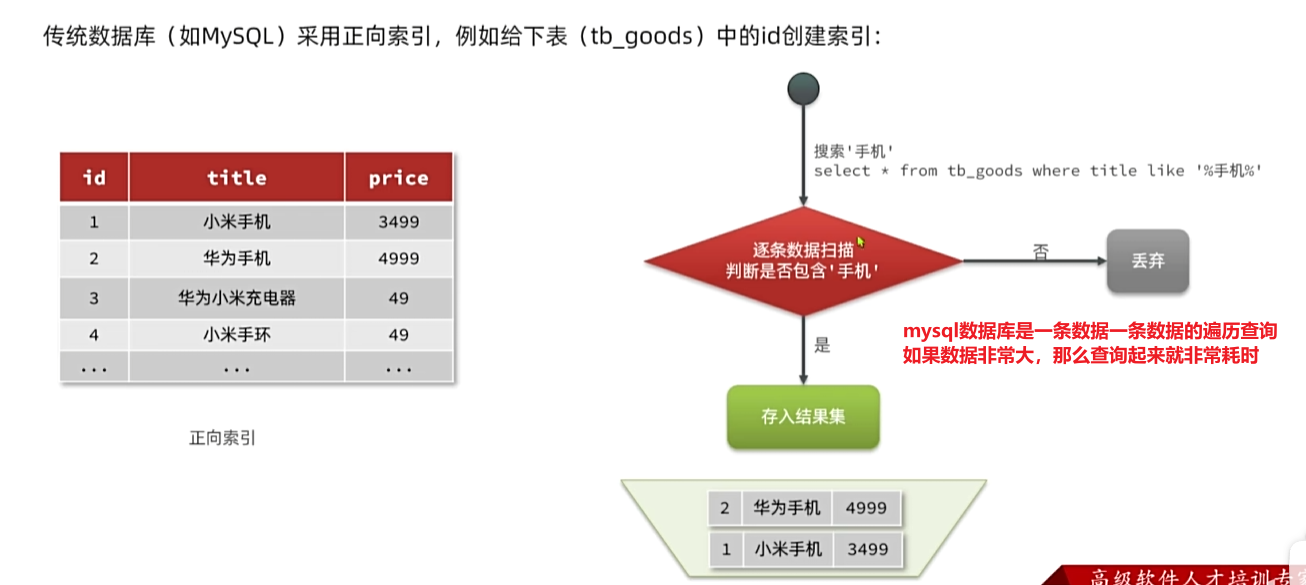 传统数据库（如MySQL）采用正向索引，例如给下表（tb_goods）中的id创建索引：
id title price
1 小米手机 3499
2 华为手机 4999
3 华为小米充电器 49
4 小米手环 49
... ... ...
正向索引
搜索'手机'
select * from tb_goods where title like '%手机%'
逐条数据扫描
判断是否包含'手机'
否
丢弃
是
mysql数据库是一条数据一条数据的遍历查询
如果数据非常大，那么查询起来就非常耗时
存入结果集
2 华为手机 4999
1 小米手机 3499
高级软件人才培训专